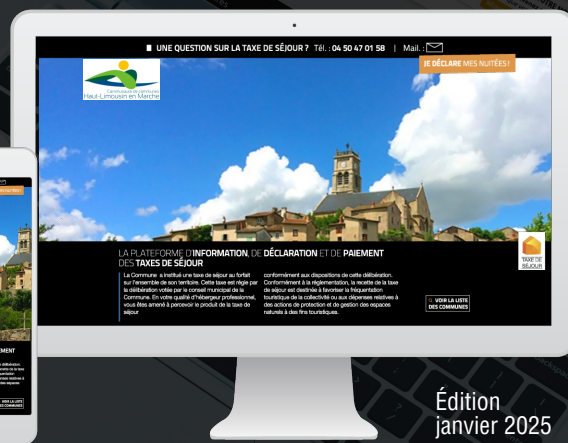 UNE QUESTION SUR LA TAXE DE SÉJOUR ? Tél. : 04 50 47 01 58 | Mail. :
JE DÉCLARE MES NUITÉES !
Communauté de communes
Haut-Limousin en Marche
LA PLATEFORME D'INFORMATION, DE DÉCLARATION ET DE PAIEMENT
DES TAXES DE SÉJOUR
La Commune a institué une taxe de séjour au forfait
sur l'ensemble de son territoire. Cette taxe est régie par
la délibération votée par le conseil municipal de la
Commune. En votre qualité d'hébergeur professionnel,
vous êtes amené à percevoir le produit de la taxe de
séjour
conformément aux dispositions de cette délibération.
Conformément à la réglementation, la recette de la taxe
de séjour est destinée à favoriser la fréquentation
touristique de la collectivité ou aux dépenses relatives à
des actions de protection et de gestion des espaces
naturels à des fins touristiques.
TAXE DE
SÉJOUR
VOIR LA LISTE
DES COMMUNES
Édition
janvier 2025